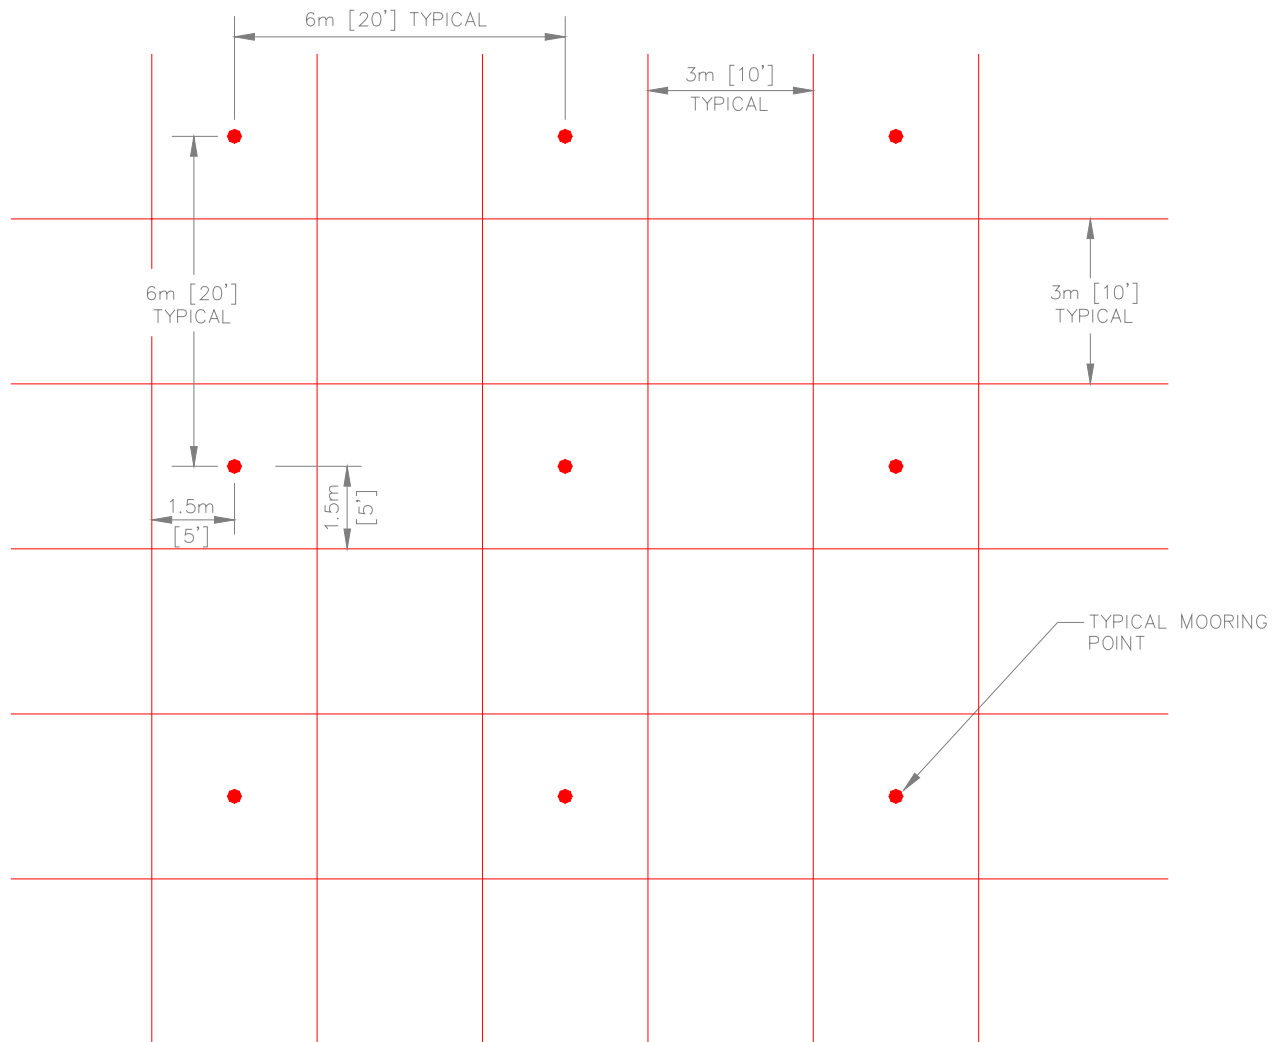 6m [20'] TYPICAL
3m [10']
TYPICAL
6m [20']
TYPICAL
3m [10']
TYPICAL
1.5m
[5']
1.5m
[5']
TYPICAL MOORING
POINT